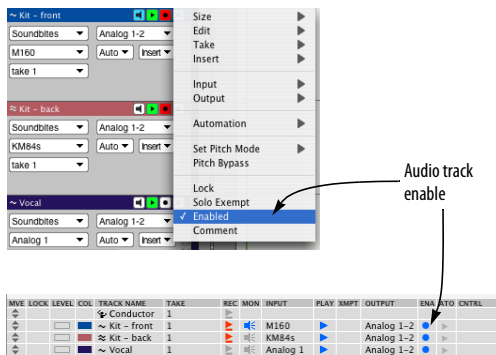 ~ Kit – front
Soundbites Analog 1-2
M160 Auto Insert
take 1
≈ Kit – back
Soundbites Analog 1-2
KM84s Auto Insert
take 1
~ Vocal
Soundbites Analog 1-2
Analog 1 Auto Insert
Size
Edit
Take
Insert
Input
Output
Automation
Set Pitch Mode
Pitch Bypass
Lock
Solo Exempt
✓ Enabled
Comment
Audio track
enable
MVE LOCK LEVEL COL TRACK NAME TAKE REC MON INPUT PLAY XMPT OUTPUT ENA ATO CNTRL
Conductor 1
~ Kit – front 1 M160 Analog 1–2
≈ Kit – back 1 KM84s Analog 1–2
~ Vocal 1 Analog 1 Analog 1–2